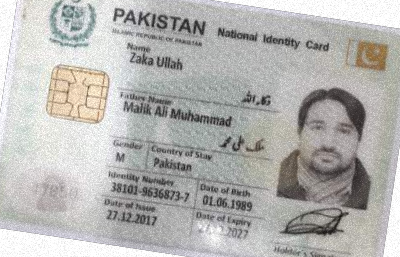 PAKISTAN National Identity Card
ISLAMIC REPUBLIC OF PAKISTAN
Name
Zaka Ullah
ذکاء اللہ
Father Name
Malik Ali Muhammad
ملک علی محمد
Gender Country of Stay
M Pakistan
Identity Number Date of Birth
38101-9636873-7 01.06.1989
Date of Issue Date of Expiry
27.12.2017 2027
Holder's